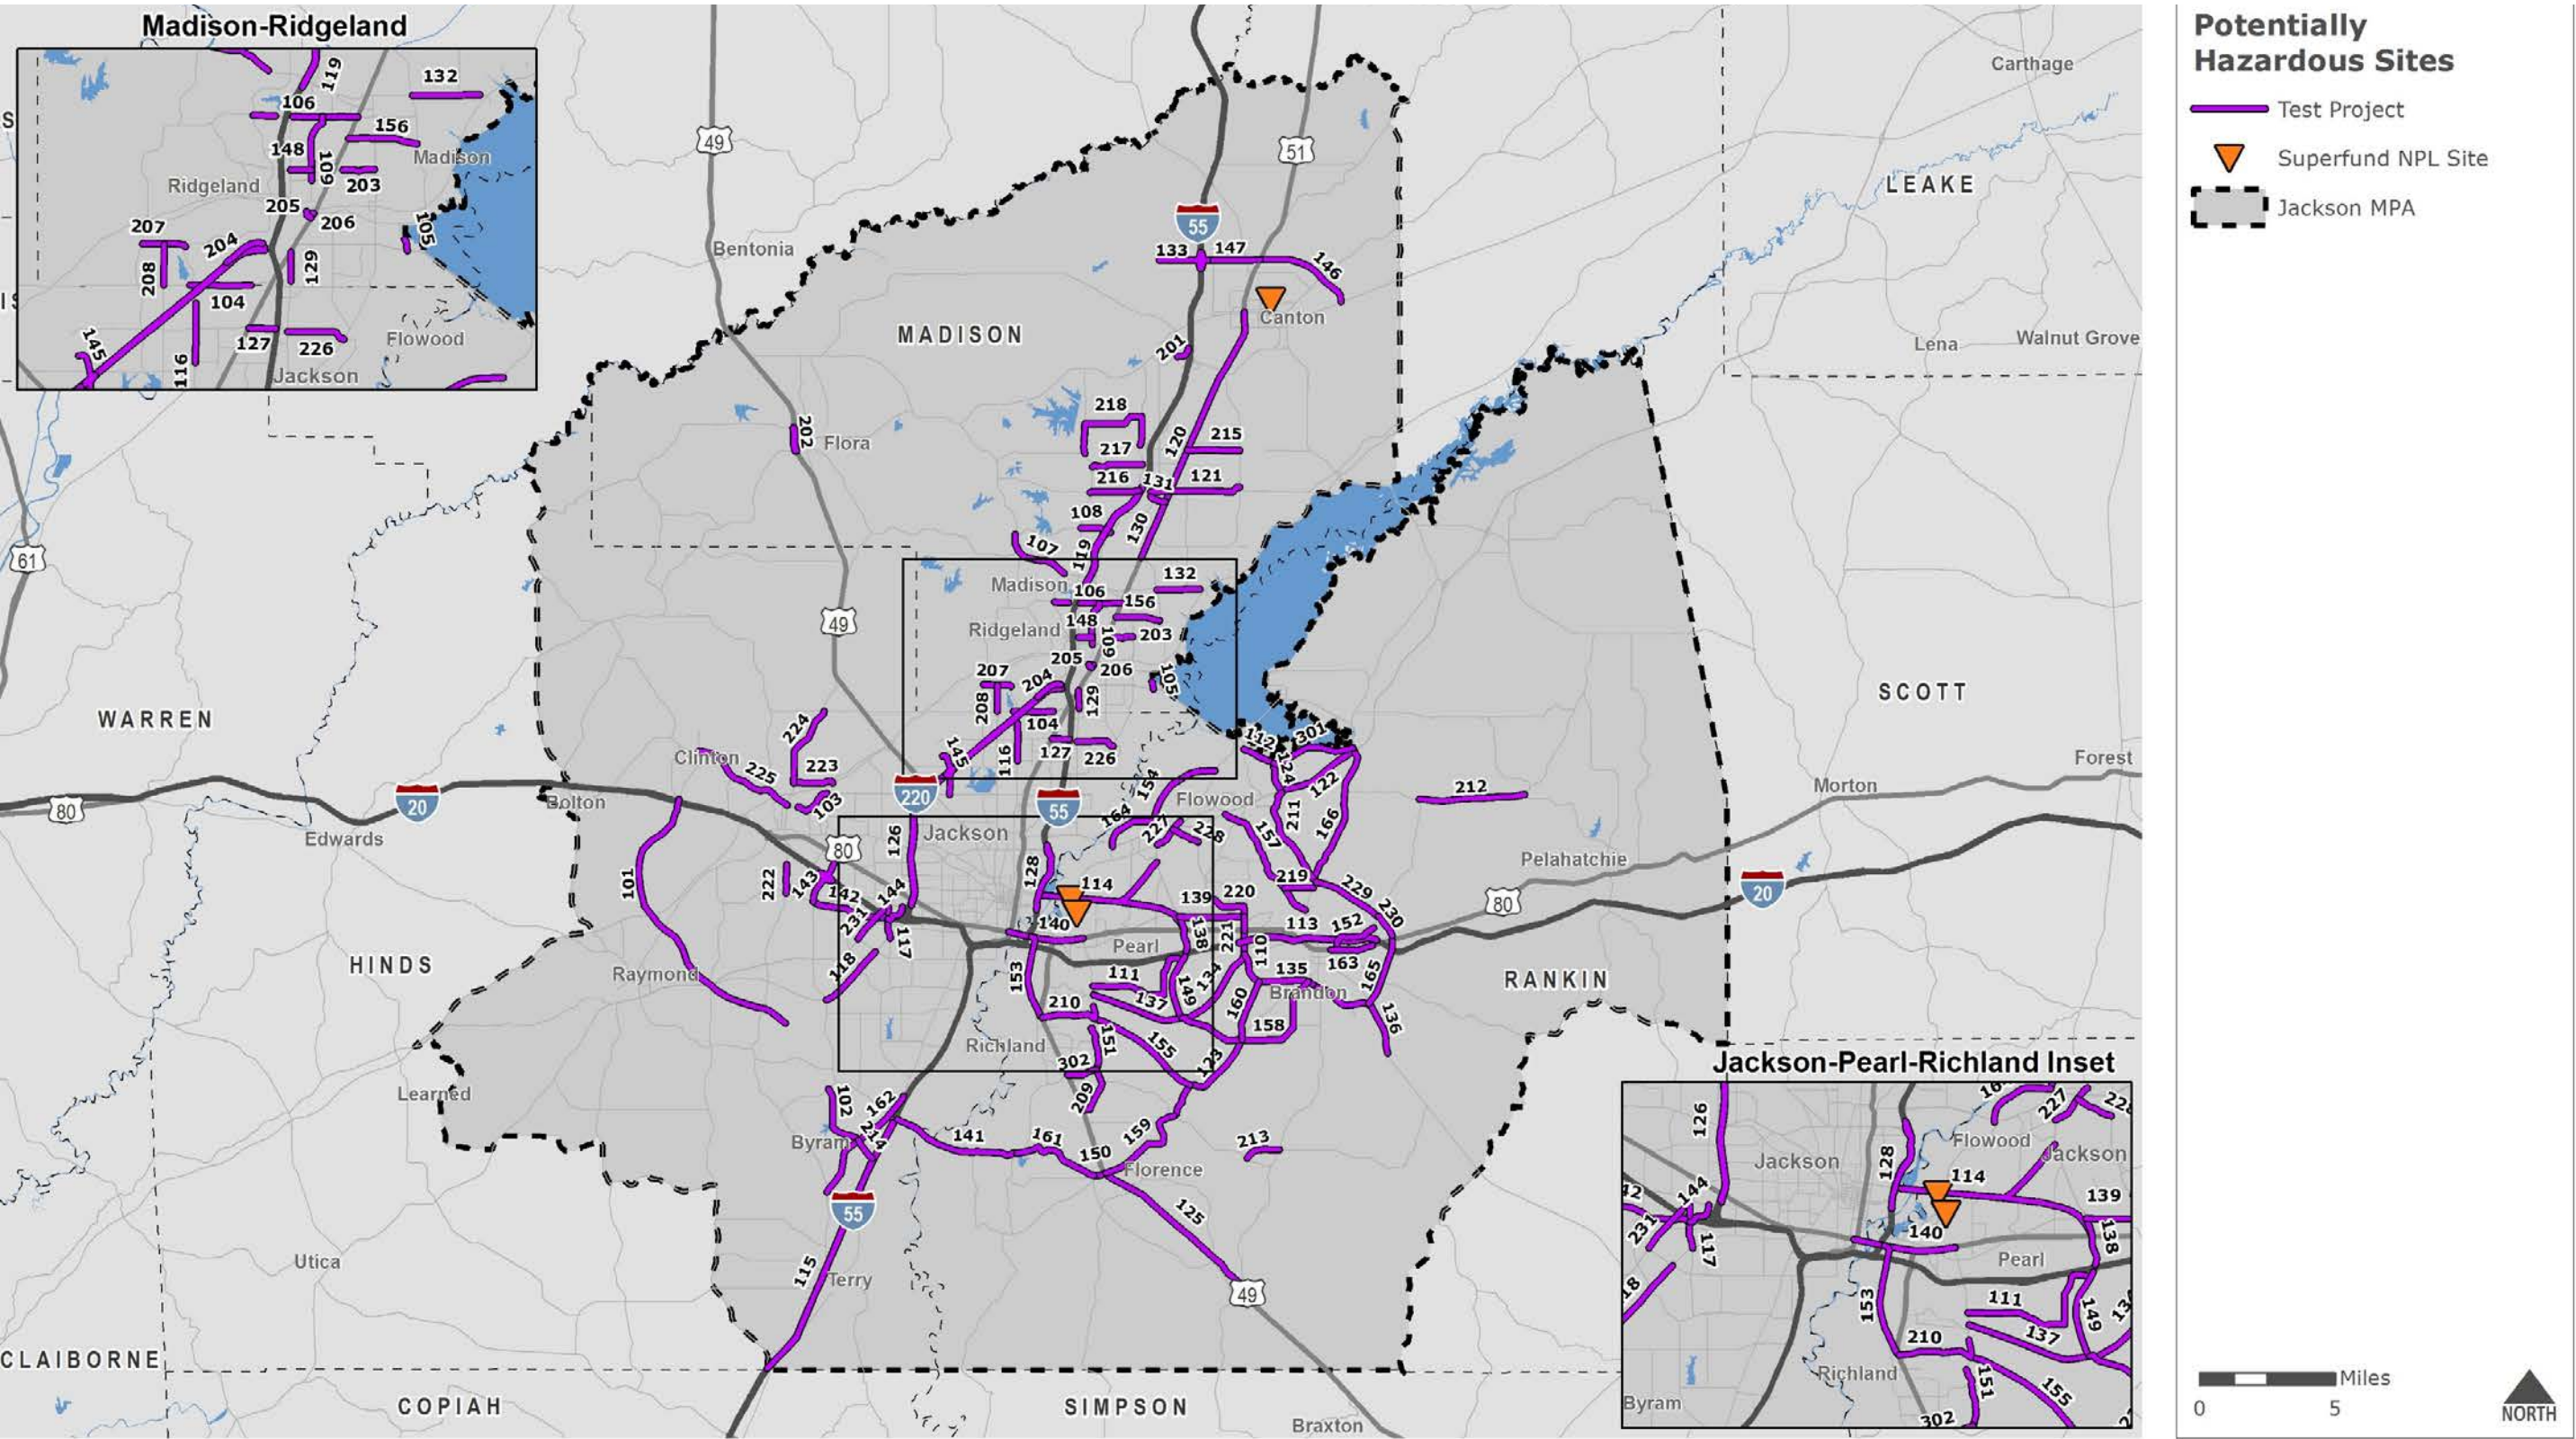 Madison-Ridgeland
119
132
106
156
148
109
Madison
Ridgeland
203
205
206
105
207
204
208
129
104
145
127
226
Flowood
116
Jackson
Potentially
Hazardous Sites
Test Project
Superfund NPL Site
Jackson MPA
Carthage
49
51
LEAKE
55
Bentonia
133
147
146
Canton
MADISON
201
Lena
Walnut Grove
218
202
Flora
120
215
217
216
131
121
108
130
61
107
119
Madison
132
106
156
49
148
109
Ridgeland
203
205
206
207
204
105
208
129
SCOTT
WARREN
104
224
112
301
Clinton
145
116
127
226
124
225
223
122
154
Forest
212
Morton
80
20
Bolton
220
55
Flowood
103
211
Edwards
164
227
228
166
126
Jackson
157
80
Pelahatchie
128
101
222
143
142
144
114
219
229
20
139
220
80
231
140
113
152
230
117
138
221
110
Pearl
HINDS
118
163
Raymond
153
111
149
134
135
165
RANKIN
Brandon
210
137
160
136
158
Richland
151
155
302
123
Jackson-Pearl-Richland Inset
Learned
102
162
209
Byram
214
141
161
159
213
150
Florence
55
125
Utica
115
Terry
49
CLAIBORNE
COPIAH
SIMPSON
Braxton
16
227
22
126
Flowood
Jackson
Jackson
128
114
42
144
139
231
117
140
138
Pearl
18
153
111
149
13
137
210
Richland
151
155
Byram
302
2
Miles
0
5
NORTH